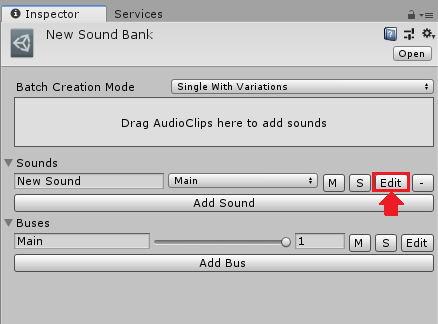 Inspector Services
New Sound Bank
Open
Batch Creation Mode Single With Variations
Drag AudioClips here to add sounds
Sounds
New Sound Main M S Edit -
Add Sound
Buses
Main 1 M S Edit
Add Bus